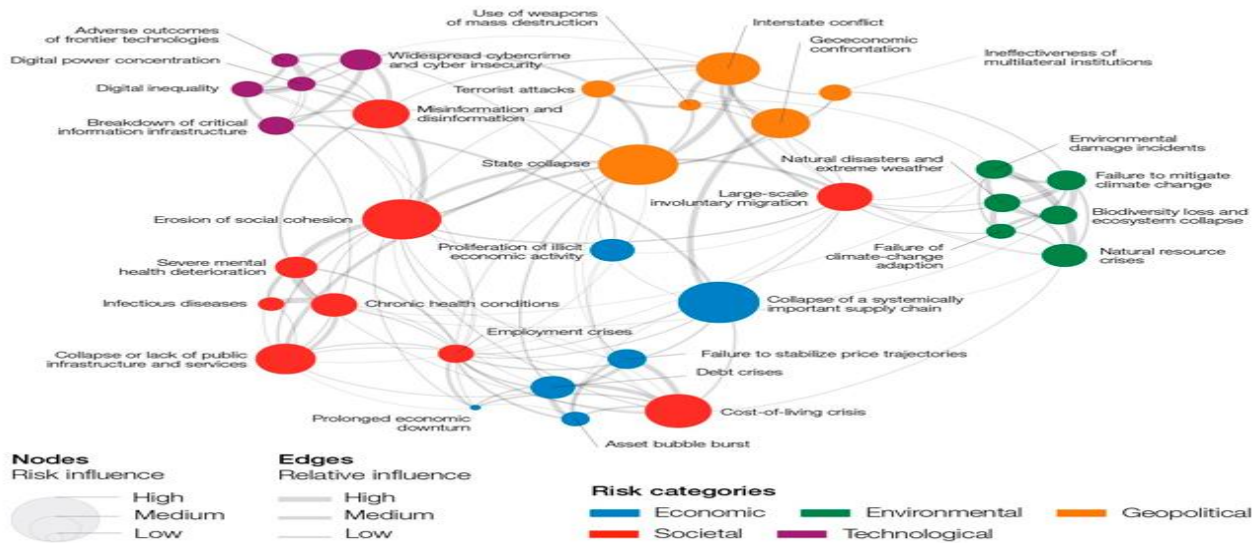 Use of weapons
of mass destruction
Interstate conflict
Adverse outcomes
of frontier technologies
Geoeconomic
confrontation
Ineffectiveness of
multilateral institutions
Digital power concentration
Widespread cybercrime
and cyber insecurity
Digital inequality
Terrorist attacks
Misinformation and
disinformation
Breakdown of critical
information infrastructure
Environmental
damage incidents
State collapse
Natural disasters and
extreme weather
Failure to mitigate
climate change
Large-scale
involuntary migration
Erosion of social cohesion
Biodiversity loss and
ecosystem collapse
Proliferation of illicit
economic activity
Failure of
climate-change
adaption
Natural resource
crises
Severe mental
health deterioration
Infectious diseases
Chronic health conditions
Collapse of a systemically
important supply chain
Employment crises
Collapse or lack of public
infrastructure and services
Failure to stabilize price trajectories
Debt crises
Prolonged economic
downturn
Cost-of-living crisis
Asset bubble burst
Nodes
Risk influence
High
Medium
Low
Edges
Relative influence
High
Medium
Low
Risk categories
Economic
Environmental
Geopolitical
Societal
Technological